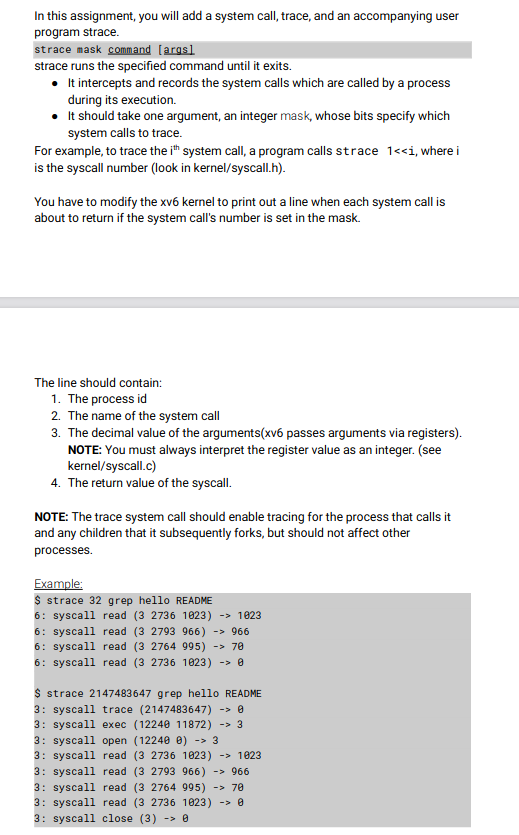 In this assignment, you will add a system call, trace, and an accompanying user
program strace.
strace mask command [args]
strace runs the specified command until it exits.
● It intercepts and records the system calls which are called by a process
during its execution.
● It should take one argument, an integer mask, whose bits specify which
system calls to trace.
For example, to trace the iᵗʰ system call, a program calls strace 1<<i, where i
is the syscall number (look in kernel/syscall.h).
You have to modify the xv6 kernel to print out a line when each system call is
about to return if the system call's number is set in the mask.
The line should contain:
1. The process id
2. The name of the system call
3. The decimal value of the arguments(xv6 passes arguments via registers).
NOTE: You must always interpret the register value as an integer. (see
kernel/syscall.c)
4. The return value of the syscall.
NOTE: The trace system call should enable tracing for the process that calls it
and any children that it subsequently forks, but should not affect other
processes.
Example:
$ strace 32 grep hello README
6: syscall read (3 2736 1023) -> 1023
6: syscall read (3 2793 966) -> 966
6: syscall read (3 2764 995) -> 70
6: syscall read (3 2736 1023) -> 0
$ strace 2147483647 grep hello README
3: syscall trace (2147483647) -> 0
3: syscall exec (12240 11872) -> 3
3: syscall open (12240 0) -> 3
3: syscall read (3 2736 1023) -> 1023
3: syscall read (3 2793 966) -> 966
3: syscall read (3 2764 995) -> 70
3: syscall read (3 2736 1023) -> 0
3: syscall close (3) -> 0